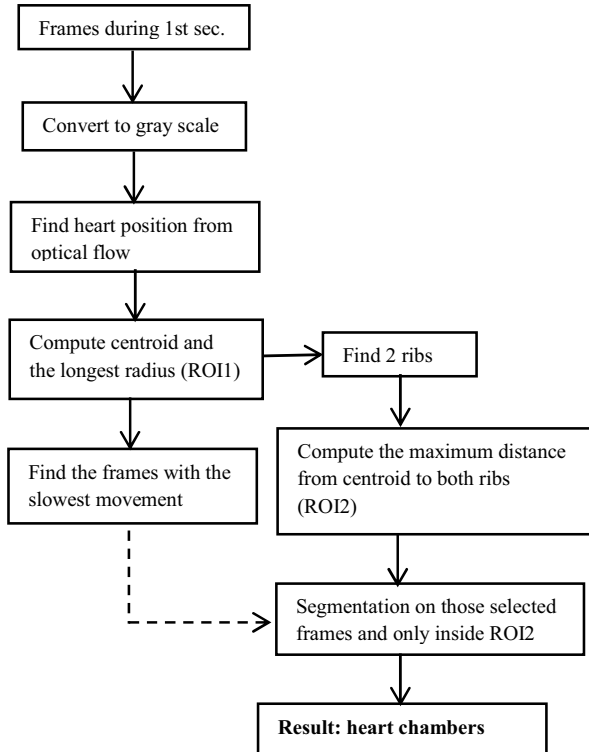 Frames during 1st sec.
Convert to gray scale
Find heart position from
optical flow
Compute centroid and
the longest radius (ROI1)
Find 2 ribs
Find the frames with the
slowest movement
Compute the maximum distance
from centroid to both ribs
(ROI2)
Segmentation on those selected
frames and only inside ROI2
Result: heart chambers